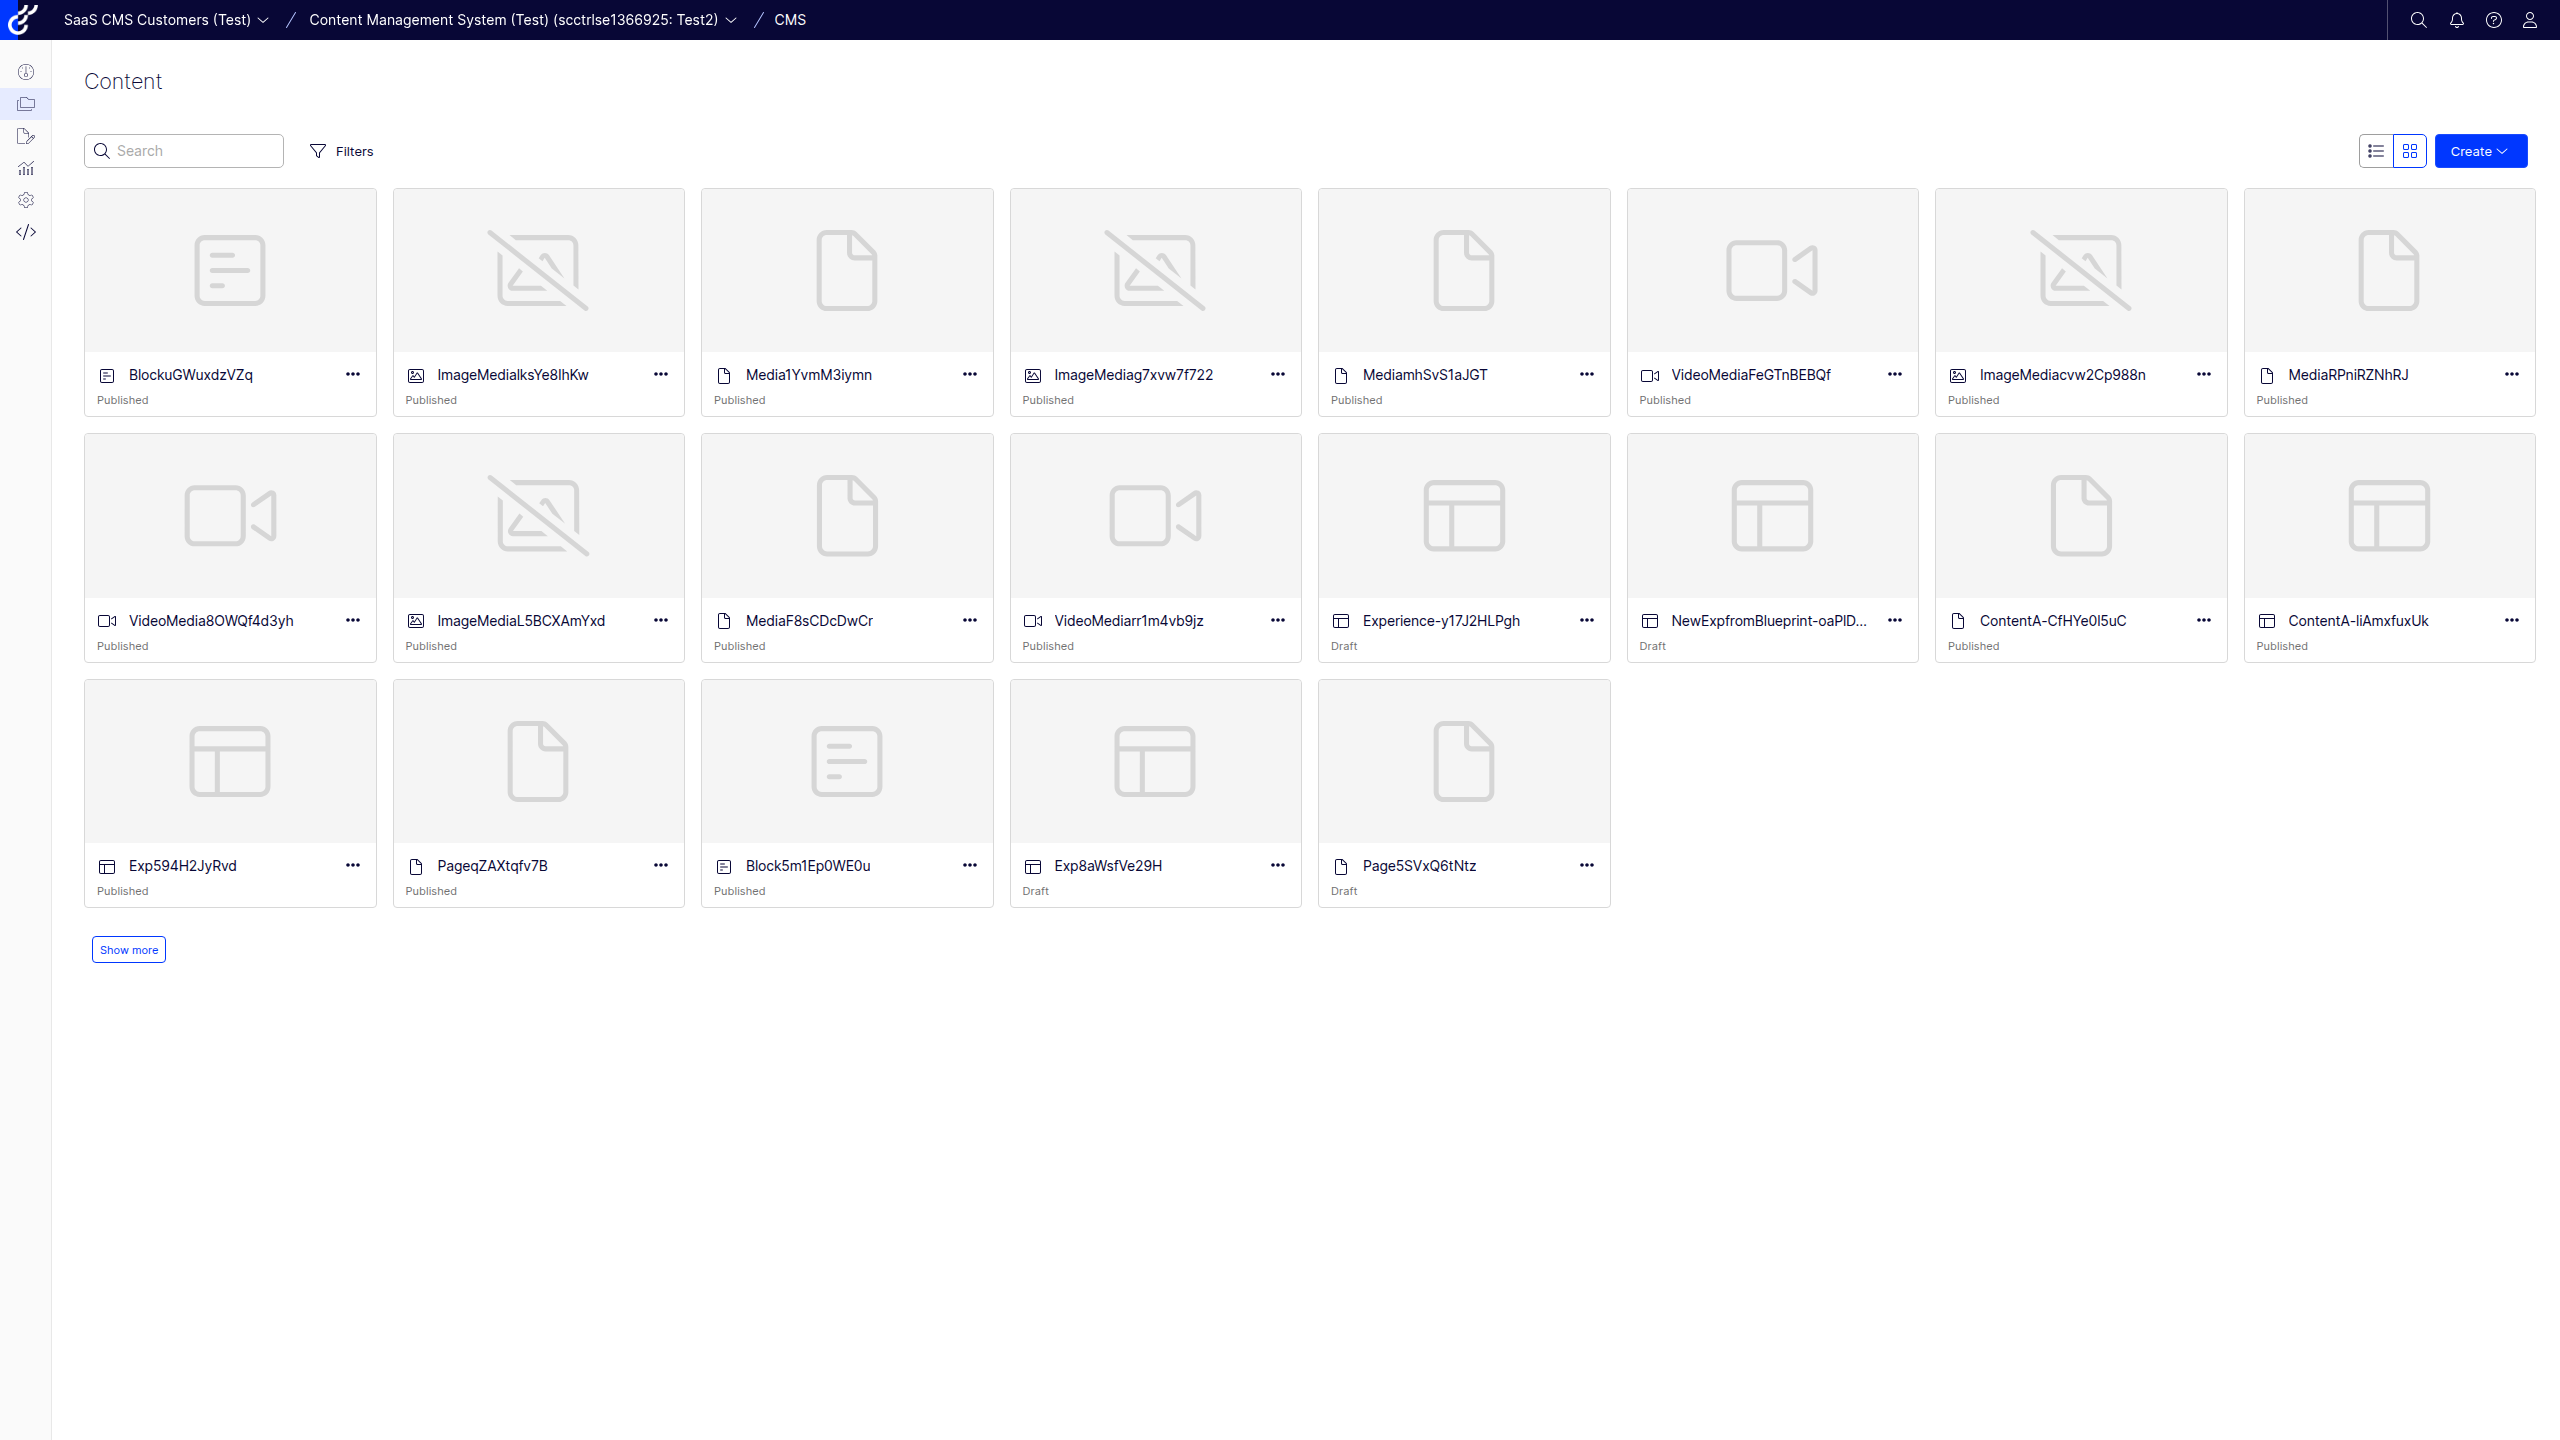 SaaS CMS Customers (Test) / Content Management System (Test) (scctrlse1366925: Test2) / CMS
Content
Search Filters Create
BlockuGWuxdzVZq ImageMedialksYe8lhKw Media1YvmM3iymn ImageMediag7xvw7f722 MediamhSvS1aJGT VideoMediaFeGTnBEBQf ImageMediacvw2Cp988n MediaRPniRZNhRJ
Published Published Published Published Published Published Published Published
VideoMedia8OWQf4d3yh ImageMediaL5BCXAmYxd MediaF8sCDcDwCr VideoMediarr1m4vb9jz Experience-y17J2HLPgh NewExpfromBlueprint-oaPlD... ContentA-CfHYe0l5uC ContentA-liAmxfuxUk
Published Published Published Published Draft Draft Published Published
Exp594H2JyRvd PageqZAXtqfv7B Block5m1Ep0WE0u Exp8aWsfVe29H Page5SVxQ6tNtz
Published Published Published Draft Draft
Show more